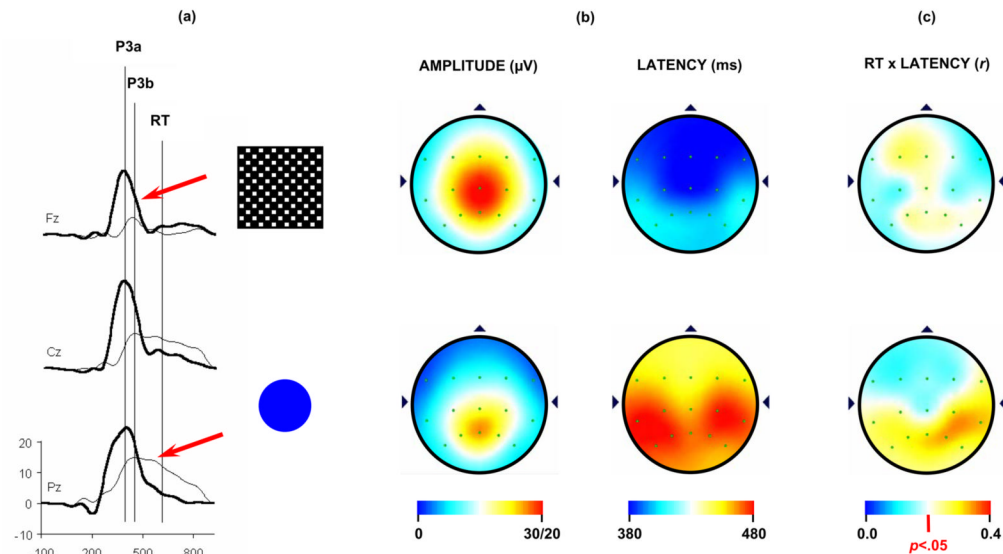 (a)
(b)
(c)
P3a
P3b
RT
AMPLITUDE (µV)
LATENCY (ms)
RT x LATENCY (r)
Fz
Cz
Pz
20
10
0
-10
100
200
500
800
0
30/20
380
480
0.0
0.4
p<.05